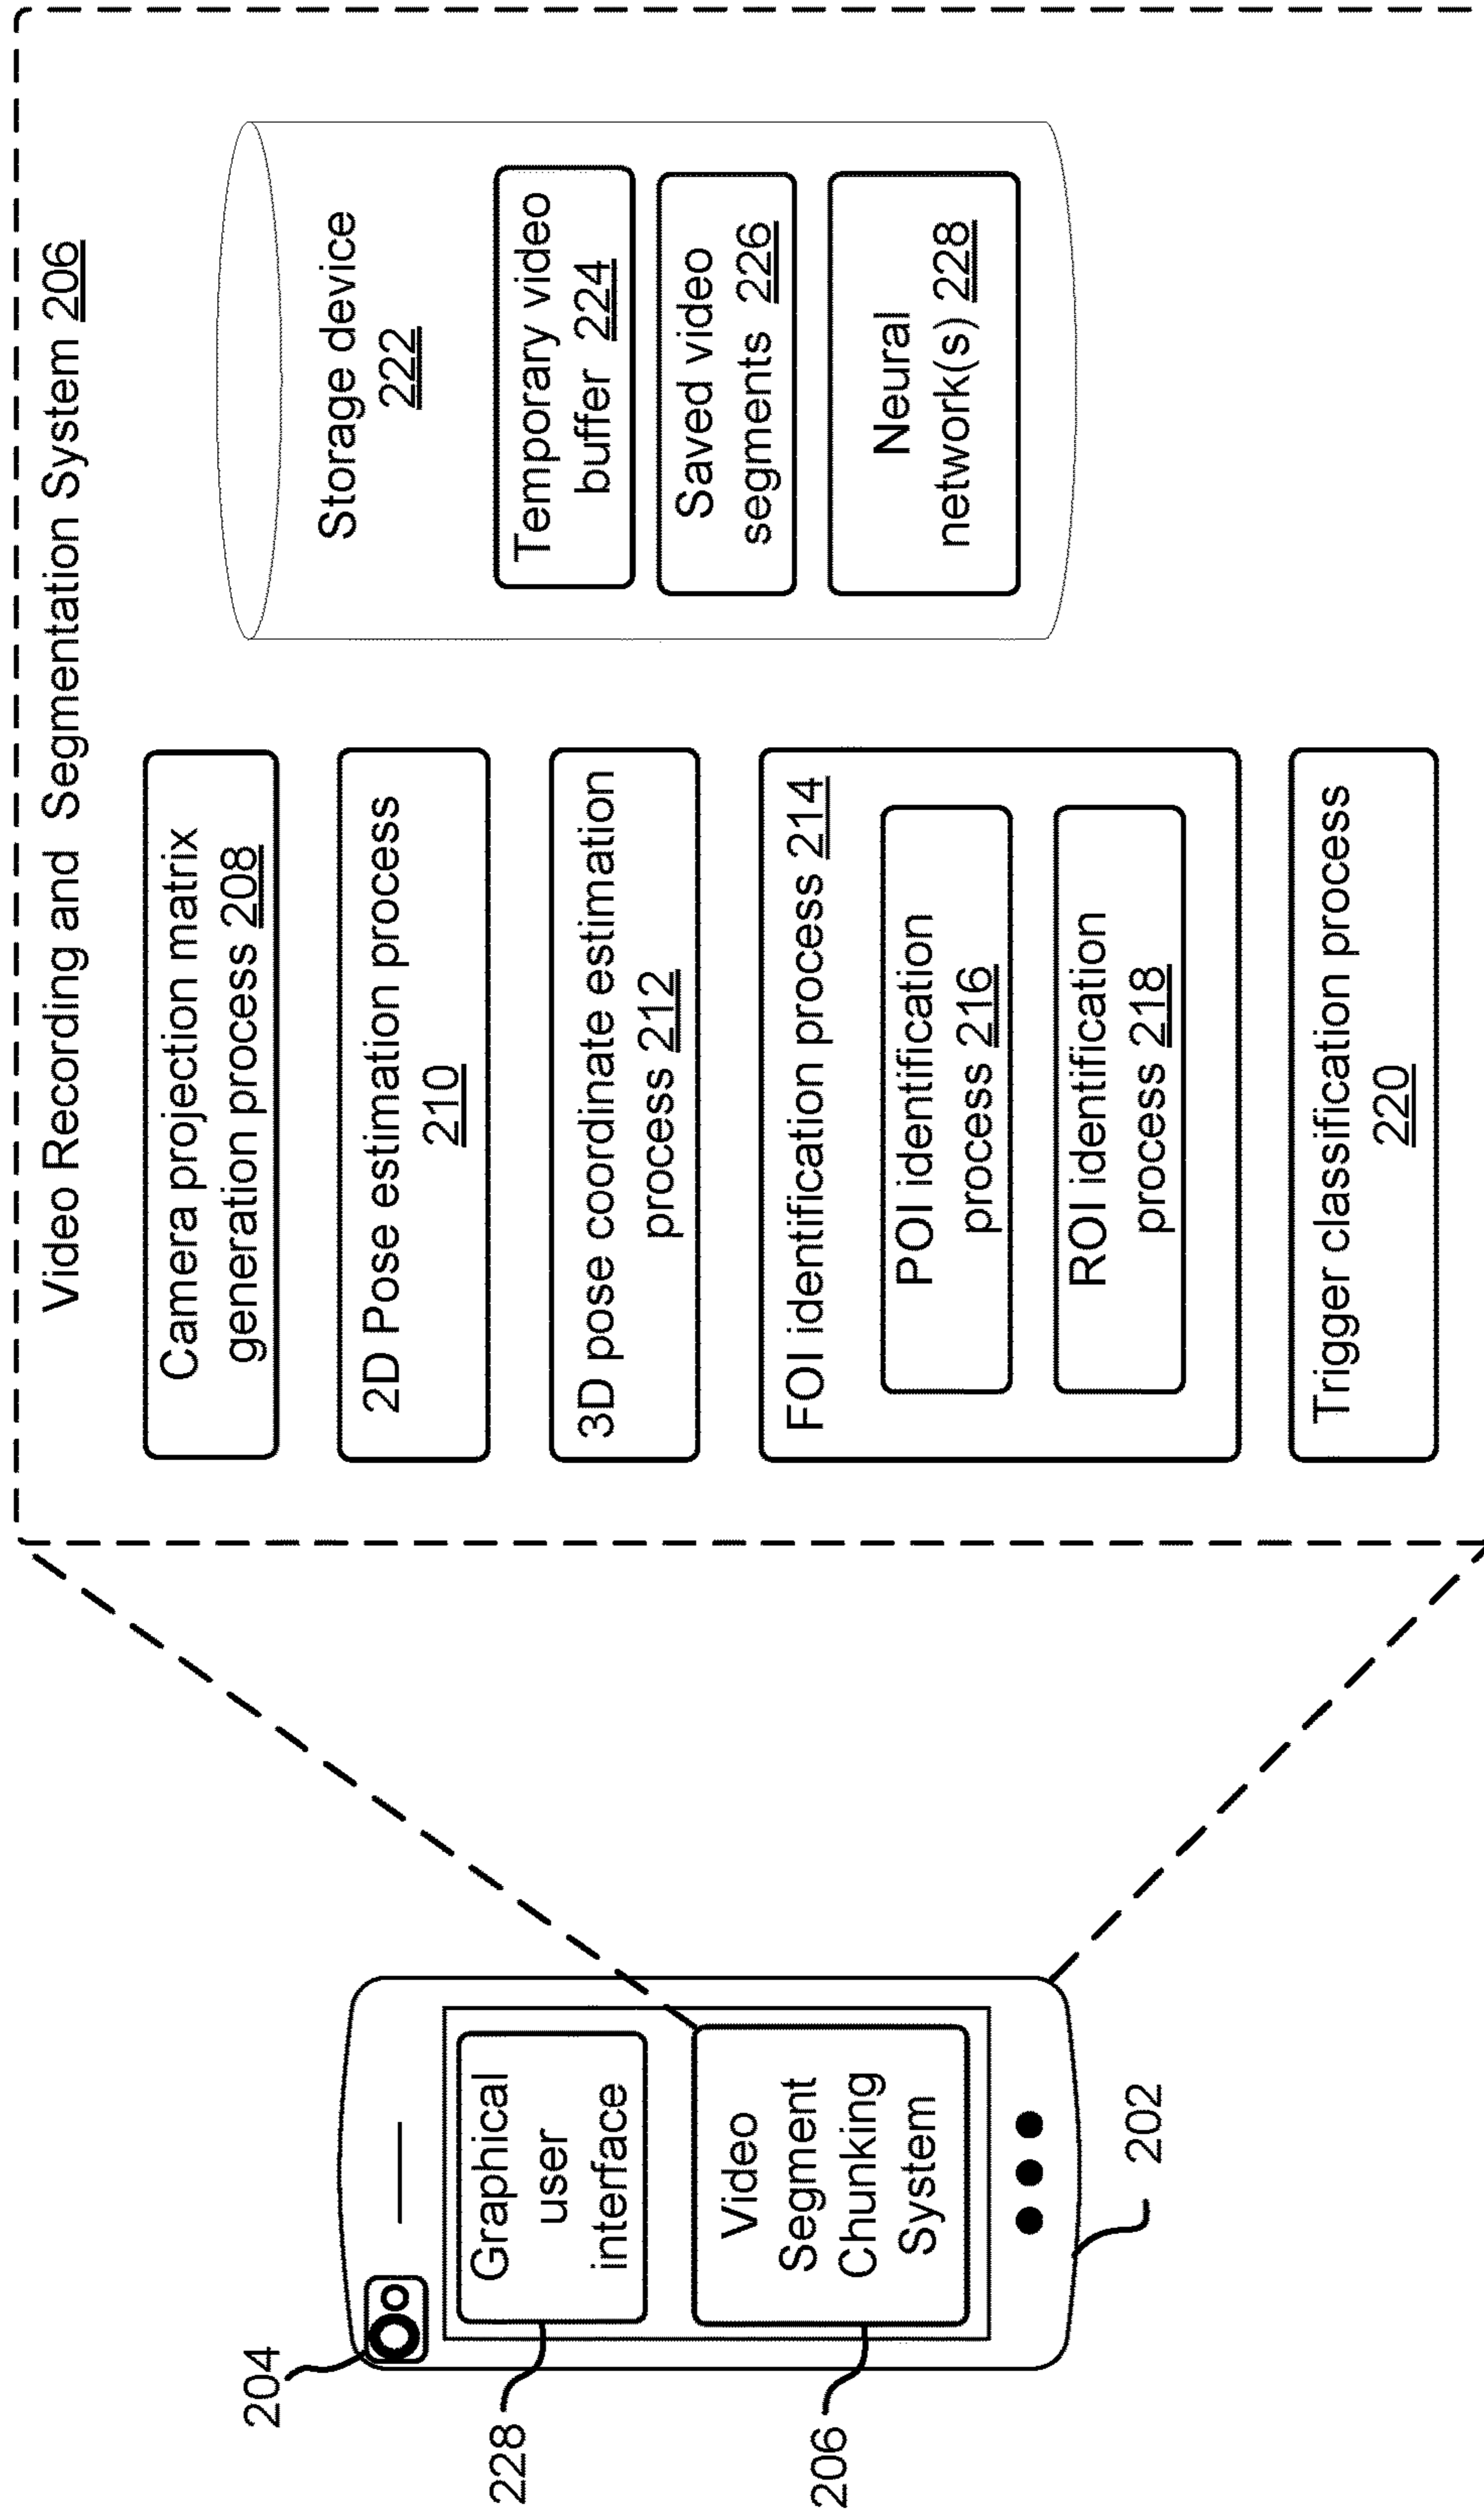 204
228
206
202
Graphical
user
interface
Video
Segment
Chunking
System
Video Recording and Segmentation System 206
Camera projection matrix
generation process 208
2D Pose estimation process
210
3D pose coordinate estimation
process 212
FOI identification process 214
POI identification
process 216
ROI identification
process 218
Trigger classification process
220
Storage device
222
Temporary video
buffer 224
Saved video
segments 226
Neural
network(s) 228